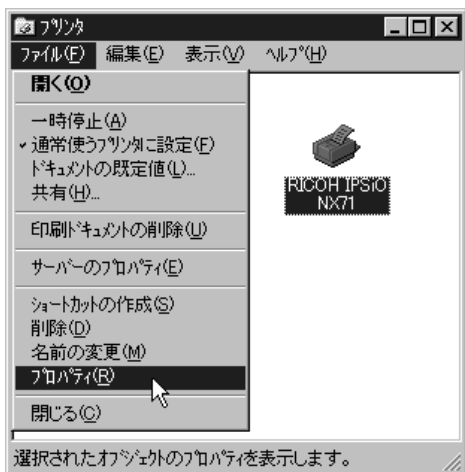 プリンタ
ファイル(F) 編集(E) 表示(V) ヘルプ(H)
開く(O)
一時停止(A)
通常使うプリンタに設定(F)
ドキュメントの既定値(L)...
共有(H)...
印刷ドキュメントの削除(U)
サーバーのプロパティ(E)
ショートカットの作成(S)
削除(D)
名前の変更(M)
プロパティ(R)
閉じる(C)
RICOH IPSiO
NX71
選択されたオブジェクトのプロパティを表示します。